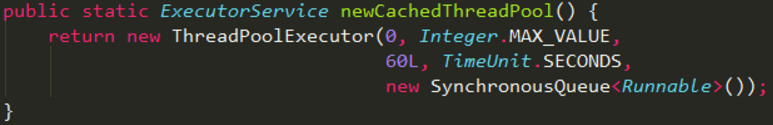 public static ExecutorService newCachedThreadPool() {
    return new ThreadPoolExecutor(0, Integer.MAX_VALUE,
                                  60L, TimeUnit.SECONDS,
                                  new SynchronousQueue<Runnable>());
}